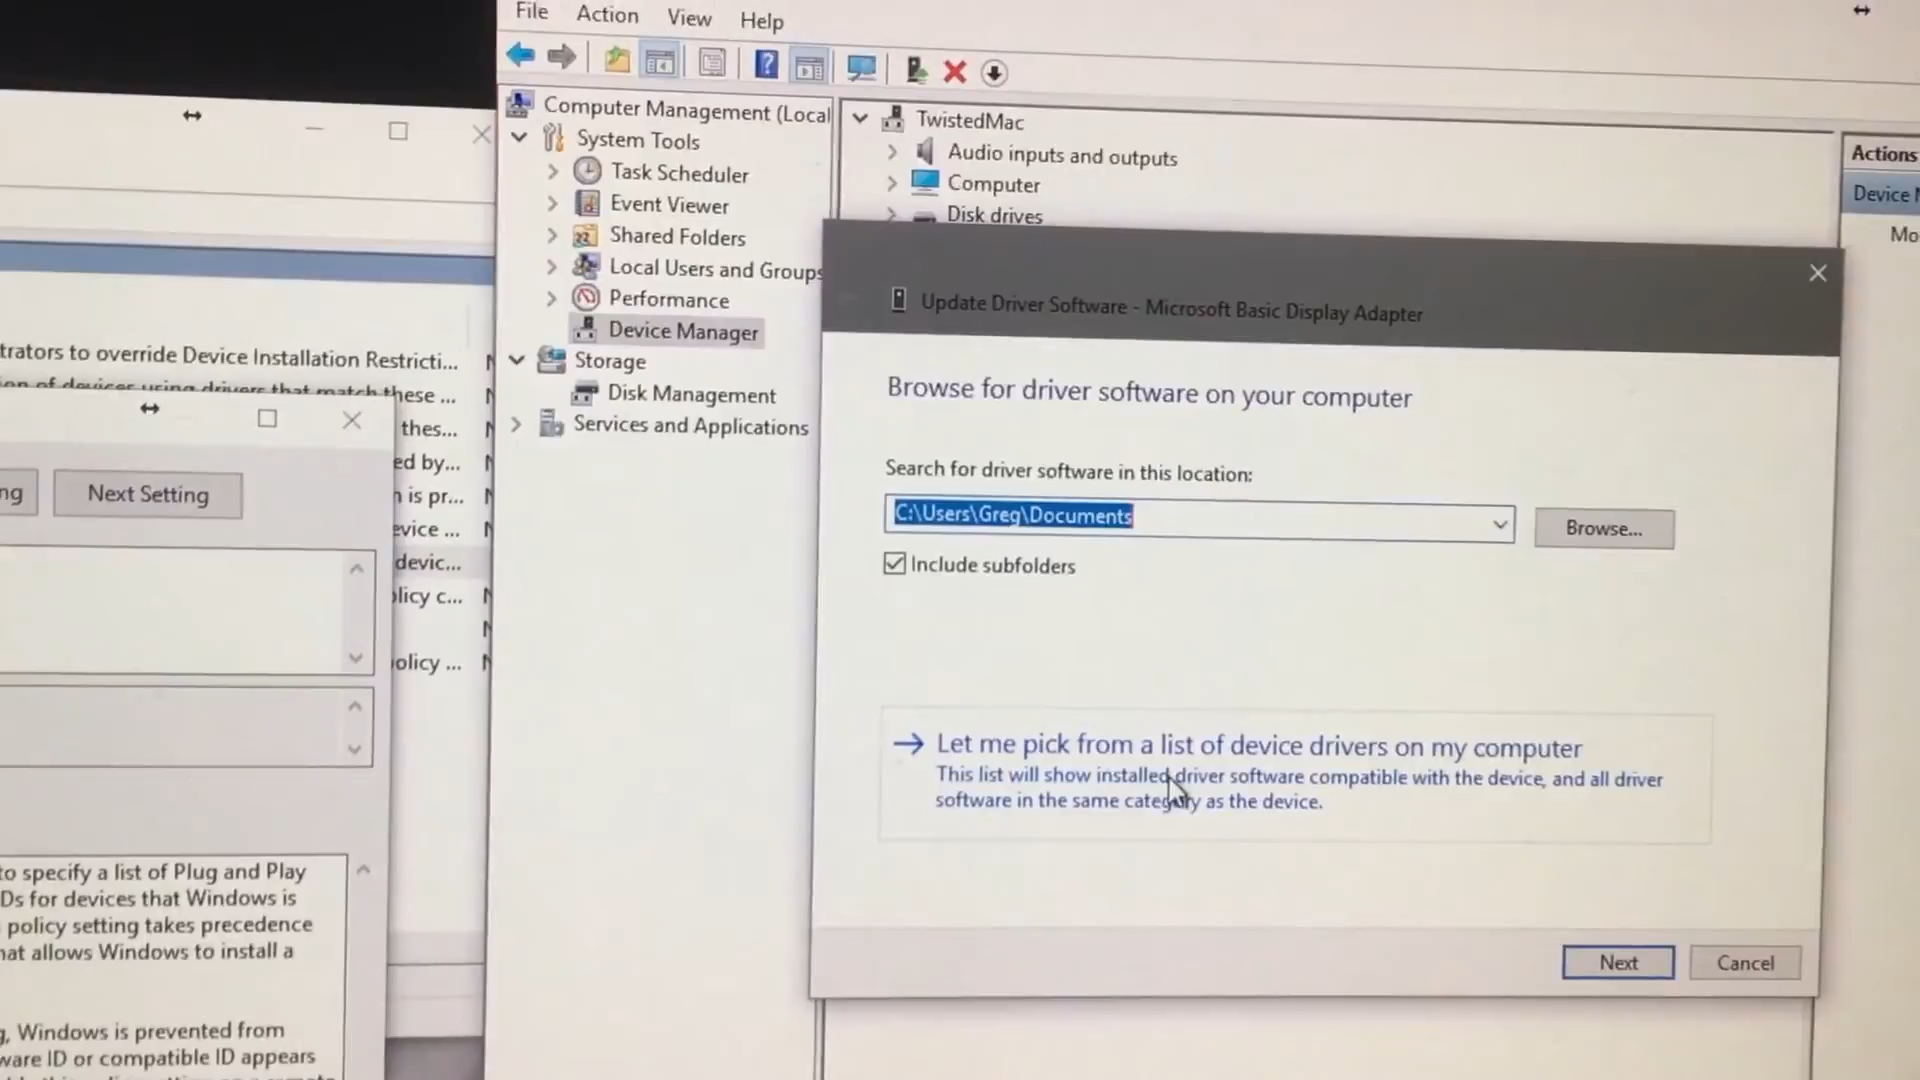 File Action View Help
Computer Management (Local
System Tools
Task Scheduler
Event Viewer
Shared Folders
Local Users and Groups
Performance
Device Manager
Storage
Disk Management
Services and Applications
TwistedMac
Audio inputs and outputs
Computer
Disk drives
Actions
Device
Mo
Update Driver Software - Microsoft Basic Display Adapter
Browse for driver software on your computer
Search for driver software in this location:
C:\Users\Greg\Documents
Browse...
Include subfolders
Let me pick from a list of device drivers on my computer
This list will show installed driver software compatible with the device, and all driver
software in the same category as the device.
Next Cancel
trators to override Device Installation Restricti...
on of devices using drivers that match these ...
thes...
ed by...
n is pr...
evice ...
devic...
licy c...
olicy ...
ng
Next Setting
to specify a list of Plug and Play
Ds for devices that Windows is
policy setting takes precedence
hat allows Windows to install a
g, Windows is prevented from
ware ID or compatible ID appears